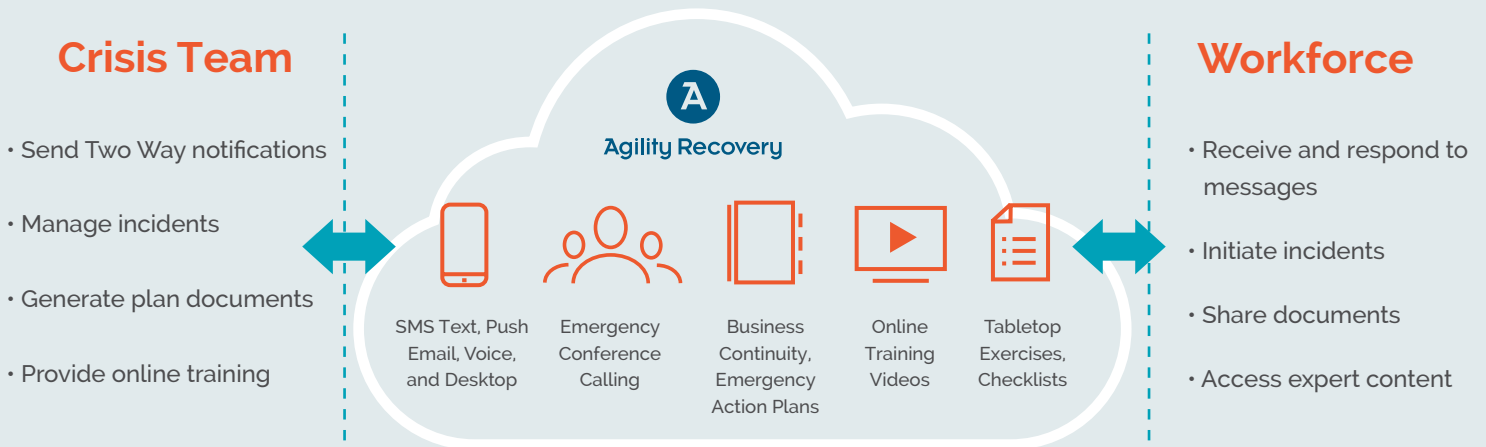 Crisis Team
• Send Two Way notifications
• Manage incidents
• Generate plan documents
• Provide online training
A
Agility Recovery
SMS Text, Push
Email, Voice,
and Desktop
Emergency
Conference
Calling
Business
Continuity,
Emergency
Action Plans
Online
Training
Videos
Tabletop
Exercises,
Checklists
Workforce
• Receive and respond to
messages
• Initiate incidents
• Share documents
• Access expert content